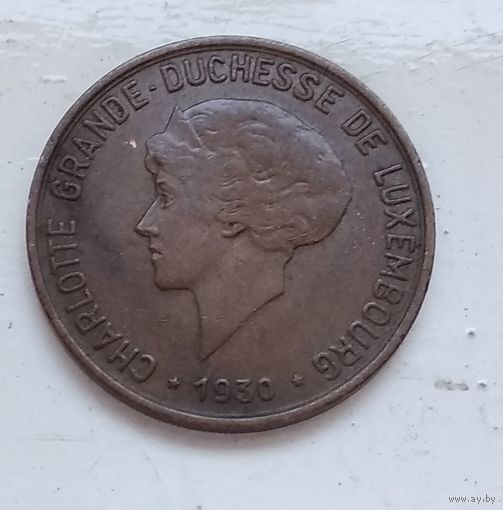 CHARLOTTE GRANDE-DUCHESSE DE LUXEMBOURG
* 1930 *
www.ay.by